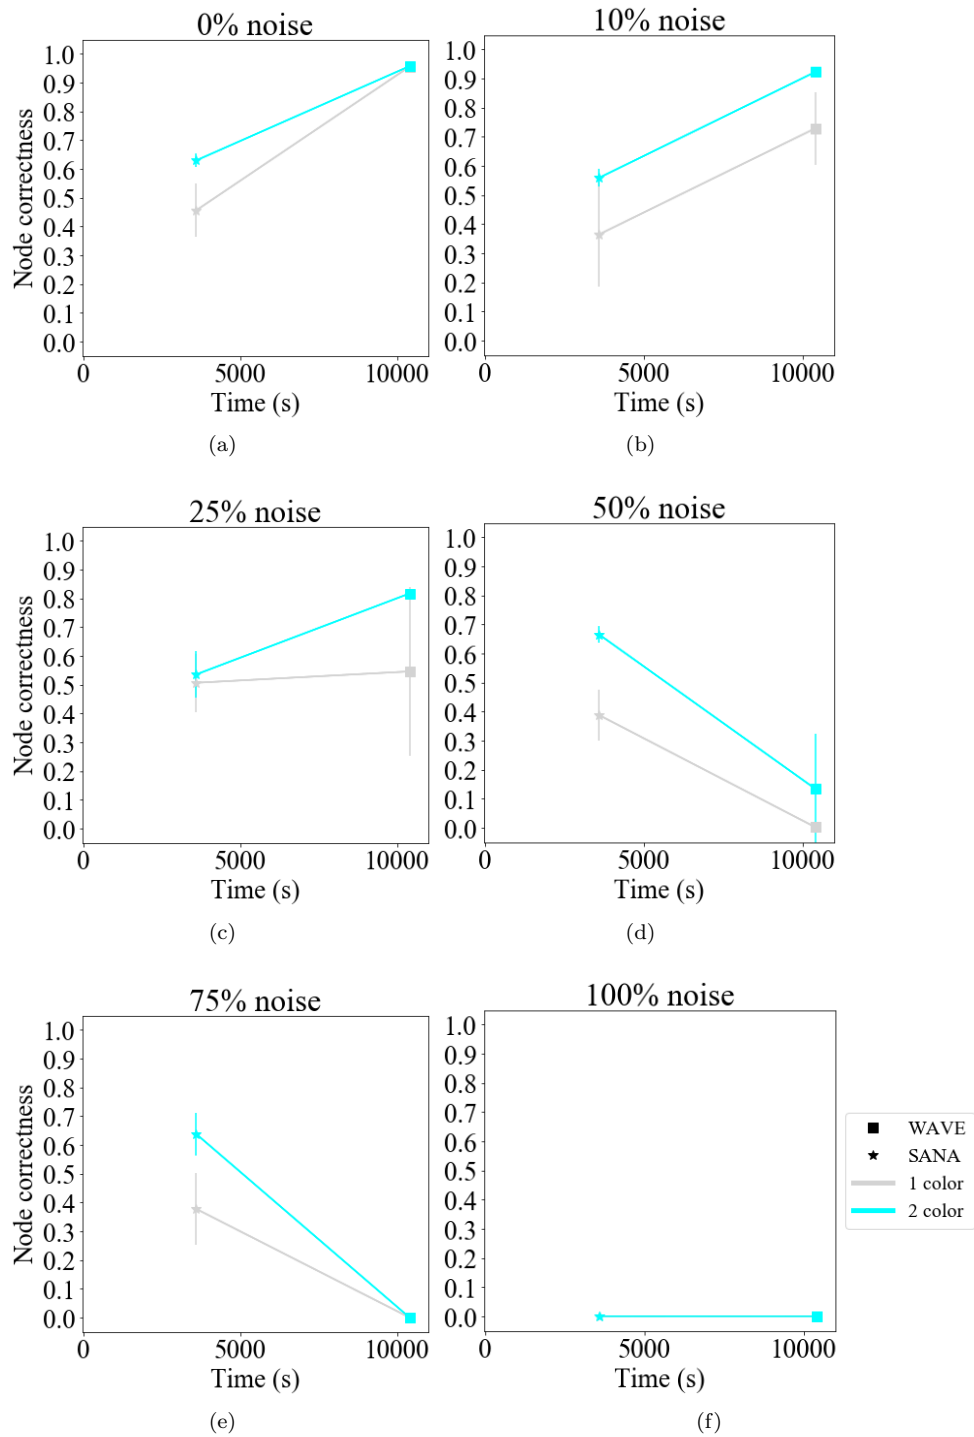 0% noise
1.0
0.9
0.8
0.7
0.6
0.5
0.4
0.3
0.2
0.1
0.0
Node correctness
0 5000 10000
Time (s)
(a)
10% noise
1.0
0.9
0.8
0.7
0.6
0.5
0.4
0.3
0.2
0.1
0.0
0 5000 10000
Time (s)
(b)
25% noise
1.0
0.9
0.8
0.7
0.6
0.5
0.4
0.3
0.2
0.1
0.0
Node correctness
0 5000 10000
Time (s)
(c)
50% noise
1.0
0.9
0.8
0.7
0.6
0.5
0.4
0.3
0.2
0.1
0.0
0 5000 10000
Time (s)
(d)
75% noise
1.0
0.9
0.8
0.7
0.6
0.5
0.4
0.3
0.2
0.1
0.0
Node correctness
0 5000 10000
Time (s)
(e)
100% noise
1.0
0.9
0.8
0.7
0.6
0.5
0.4
0.3
0.2
0.1
0.0
0 5000 10000
Time (s)
(f)
WAVE
SANA
1 color
2 color